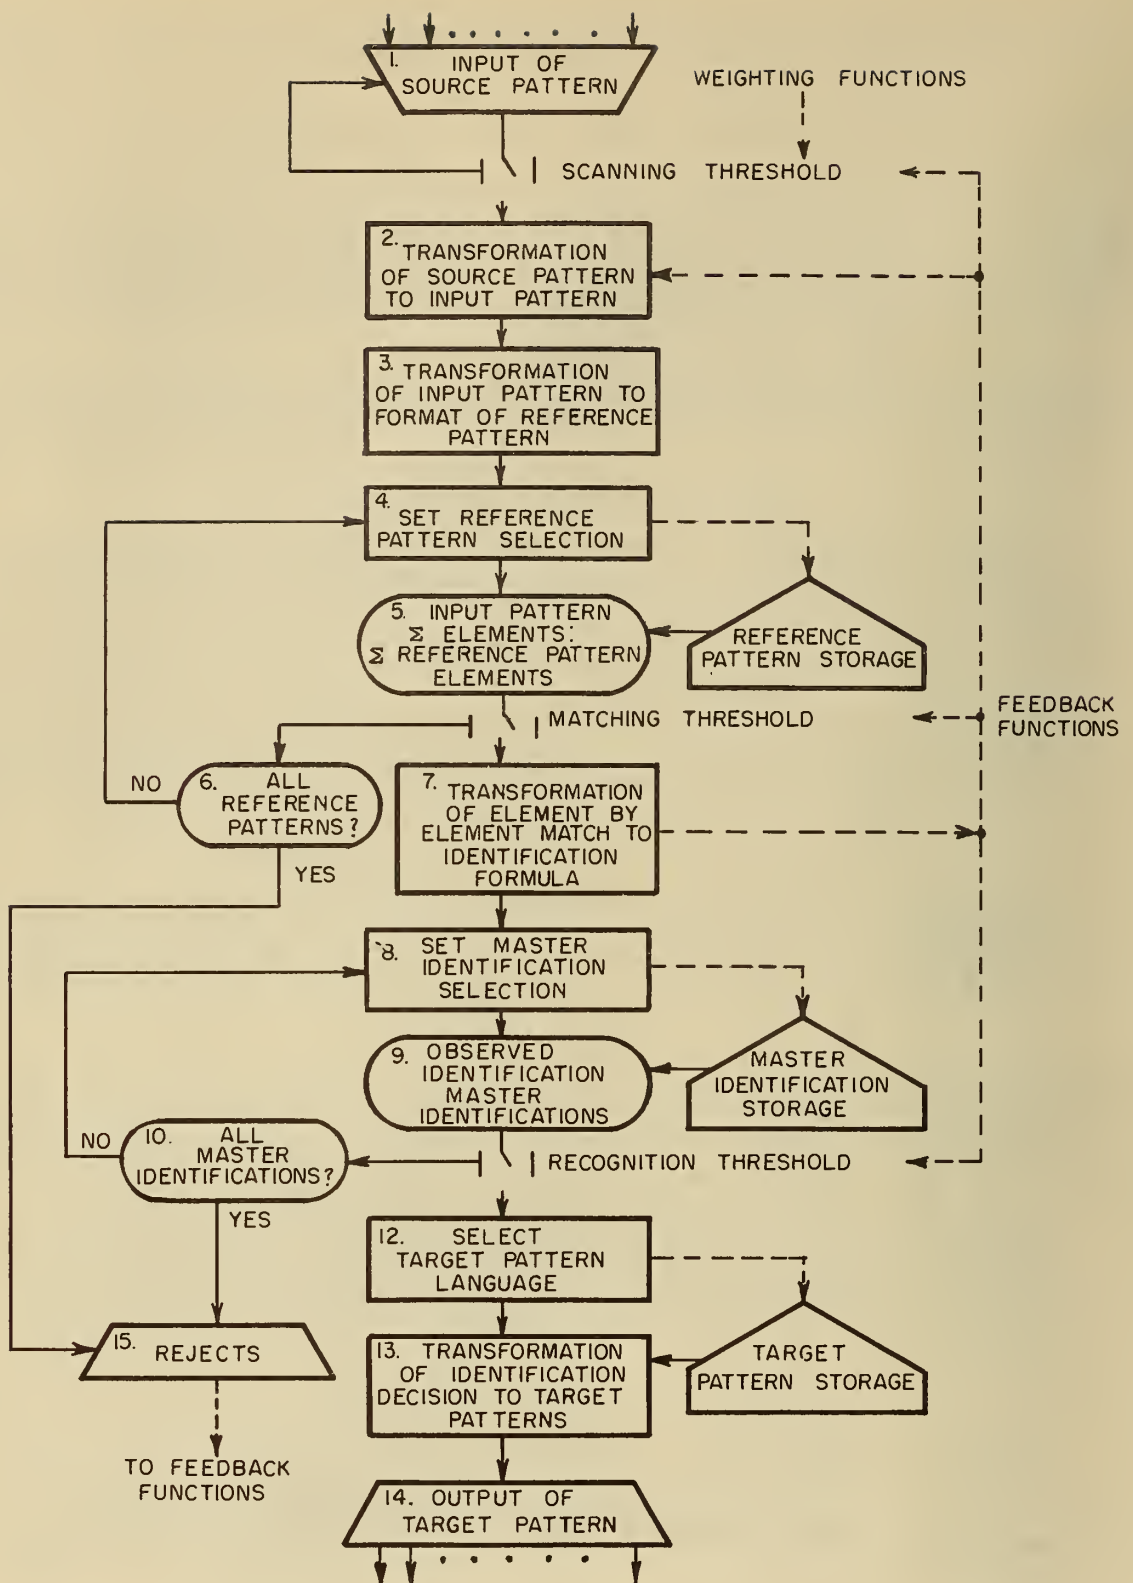 1. INPUT OF
SOURCE PATTERN
WEIGHTING FUNCTIONS
SCANNING THRESHOLD
2. TRANSFORMATION
OF SOURCE PATTERN
TO INPUT PATTERN
3. TRANSFORMATION
OF INPUT PATTERN TO
FORMAT OF REFERENCE
PATTERN
4. SET REFERENCE
PATTERN SELECTION
5. INPUT PATTERN
Σ ELEMENTS:
Σ REFERENCE PATTERN
ELEMENTS
REFERENCE
PATTERN STORAGE
MATCHING THRESHOLD
FEEDBACK
FUNCTIONS
NO
6. ALL
REFERENCE
PATTERNS?
YES
7. TRANSFORMATION
OF ELEMENT BY
ELEMENT MATCH TO
IDENTIFICATION
FORMULA
8. SET MASTER
IDENTIFICATION
SELECTION
9. OBSERVED
IDENTIFICATION
MASTER
IDENTIFICATIONS
MASTER
IDENTIFICATION
STORAGE
NO
10. ALL
MASTER
IDENTIFICATIONS?
YES
RECOGNITION THRESHOLD
12. SELECT
TARGET PATTERN
LANGUAGE
13. TRANSFORMATION
OF IDENTIFICATION
DECISION TO TARGET
PATTERNS
TARGET
PATTERN STORAGE
15. REJECTS
TO FEEDBACK
FUNCTIONS
14. OUTPUT OF
TARGET PATTERN